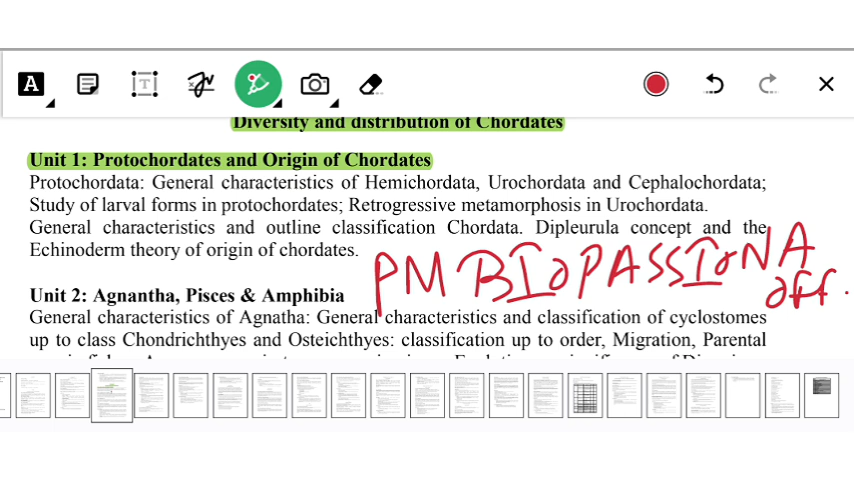 A
T
Diversity and distribution of Chordates
Unit 1: Protochordates and Origin of Chordates
Protochordata: General characteristics of Hemichordata, Urochordata and Cephalochordata;
Study of larval forms in protochordates; Retrogressive metamorphosis in Urochordata.
General characteristics and outline classification Chordata. Dipleurula concept and the
Echinoderm theory of origin of chordates.
PM BIOPASSIONA
off.
Unit 2: Agnantha, Pisces & Amphibia
General characteristics of Agnatha: General characteristics and classification of cyclostomes
up to class Chondrichthyes and Osteichthyes: classification up to order, Migration, Parental